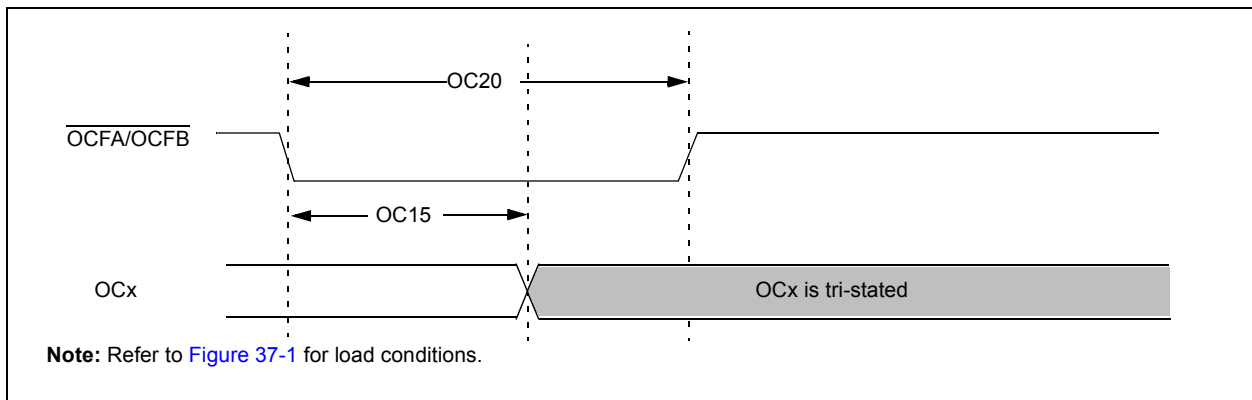 OC20
OCFA/OCFB
OC15
OCx
OCx is tri-stated
Note: Refer to Figure 37-1 for load conditions.